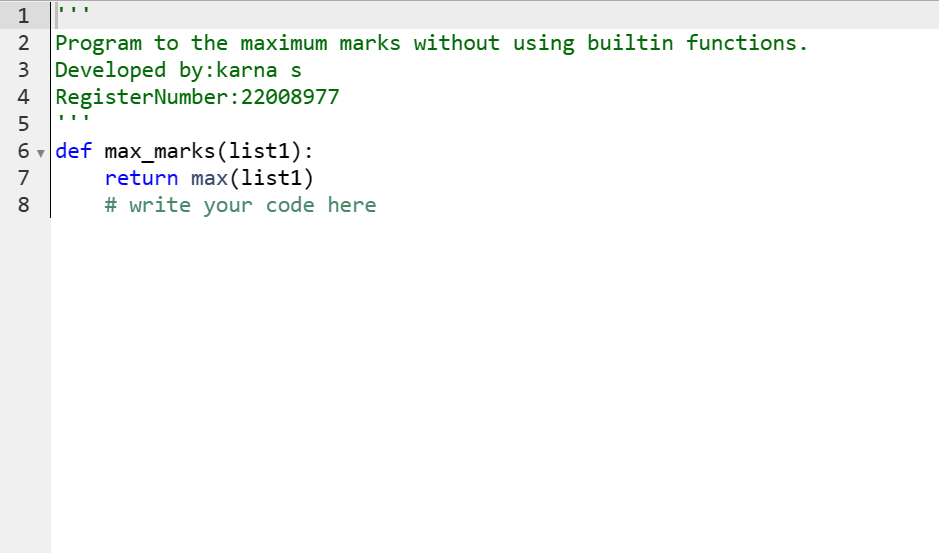 1 '''
2 Program to the maximum marks without using builtin functions.
3 Developed by:karna s
4 RegisterNumber:22008977
5 '''
6 def max_marks(list1):
7     return max(list1)
8     # write your code here